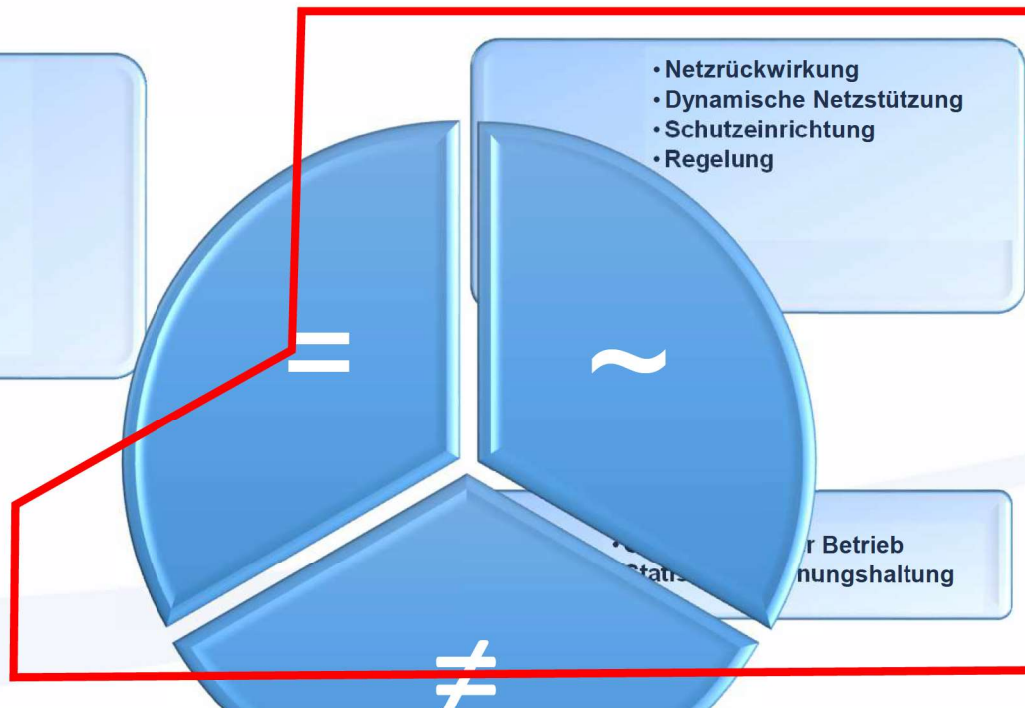 • Netzrückwirkung
• Dynamische Netzstützung
• Schutzeinrichtung
• Regelung
=
~
r Betrieb
nungshaltung
≠